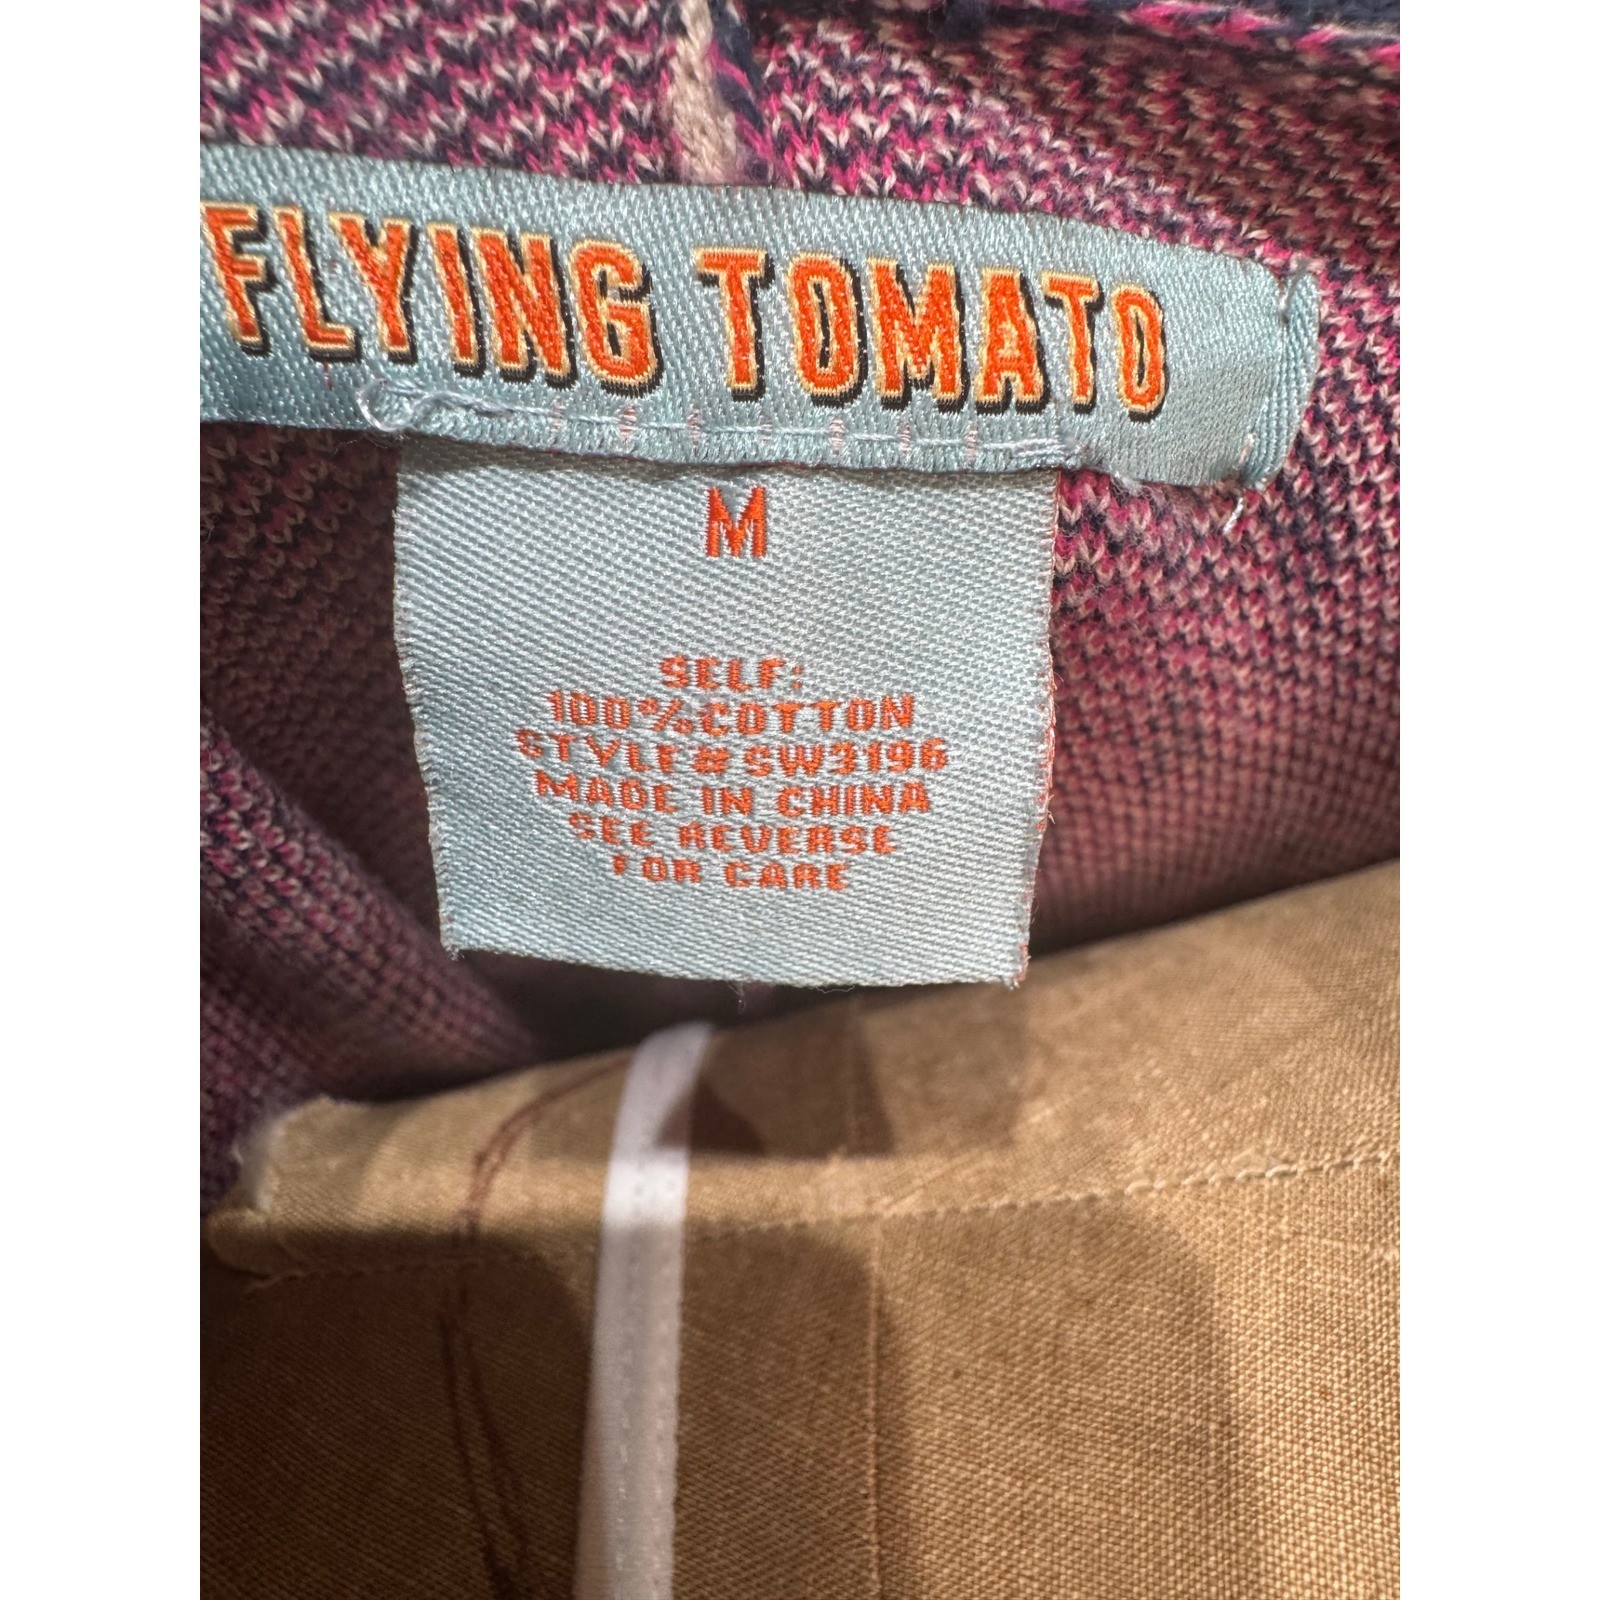 FLYING TOMATO
M
SELF:
100%COTTON
STYLE#SW3196
MADE IN CHINA
SEE REVERSE
FOR CARE